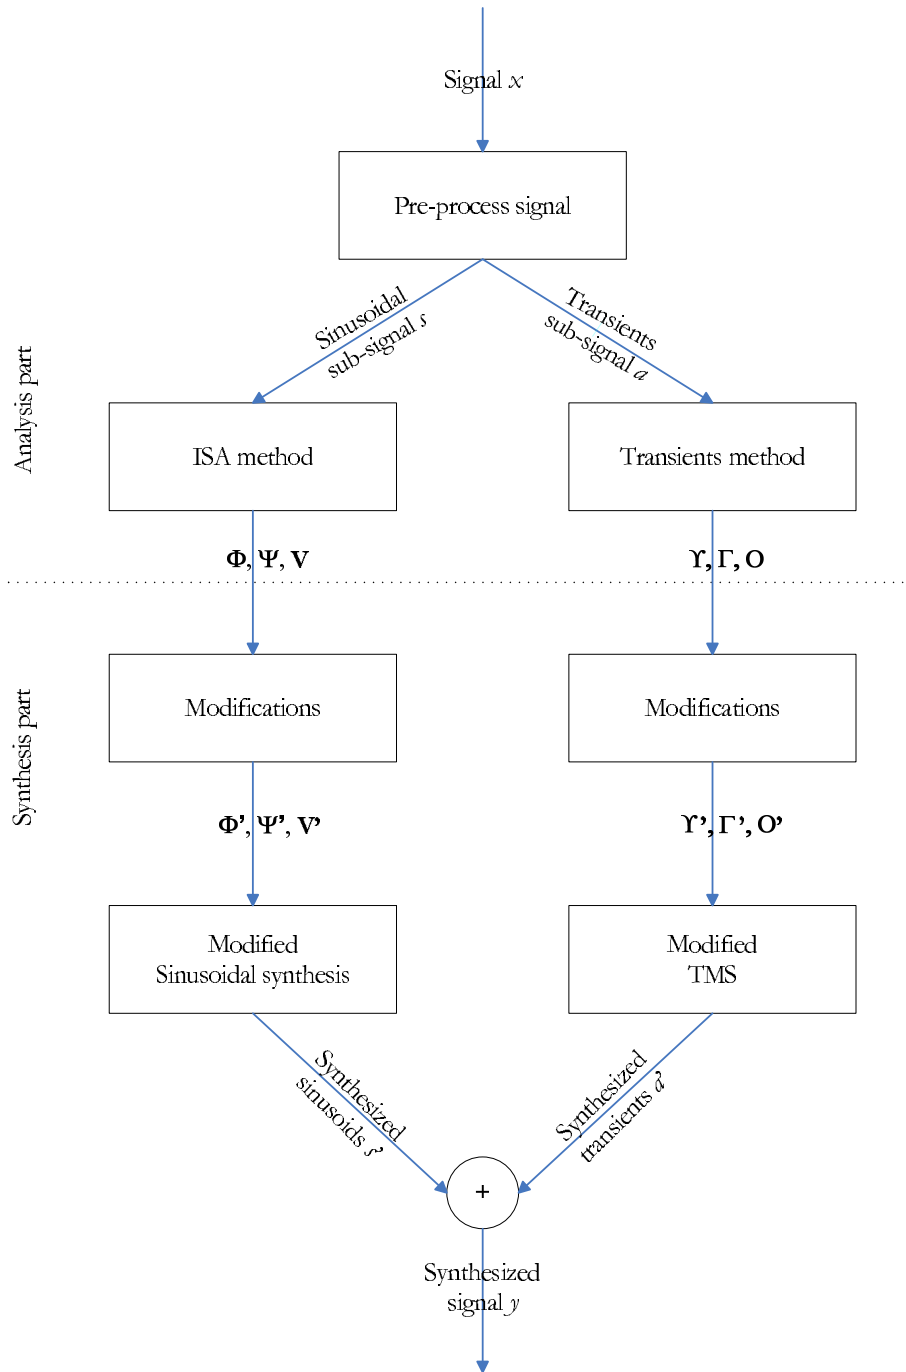 Signal x
Pre-process signal
Sinusoidal
sub-signal s
Transients
sub-signal a
Analysis part
ISA method
Transients method
Φ, Ψ, V
ϒ, Γ, O
Synthesis part
Modifications
Modifications
Φ', Ψ', V'
ϒ', Γ', O'
Modified
Sinusoidal synthesis
Modified
TMS
Synthesized
sinusoids s'
Synthesized
transients a'
+
Synthesized
signal y